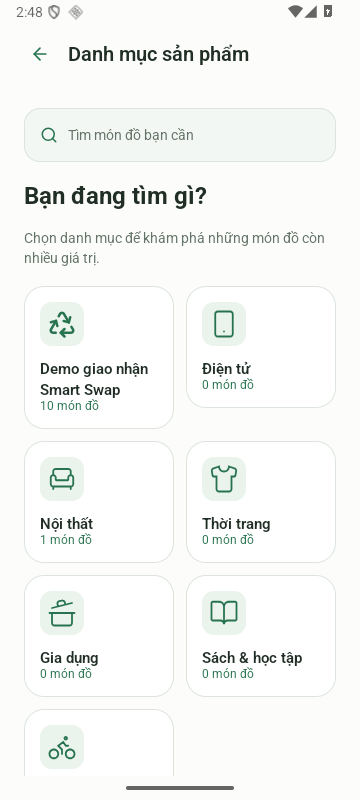 2:48
Danh mục sản phẩm
Tìm món đồ bạn cần
Bạn đang tìm gì?
Chọn danh mục để khám phá những món đồ còn
nhiều giá trị.
Demo giao nhận
Smart Swap
10 món đồ
Điện tử
0 món đồ
Nội thất
1 món đồ
Thời trang
0 món đồ
Gia dụng
0 món đồ
Sách & học tập
0 món đồ